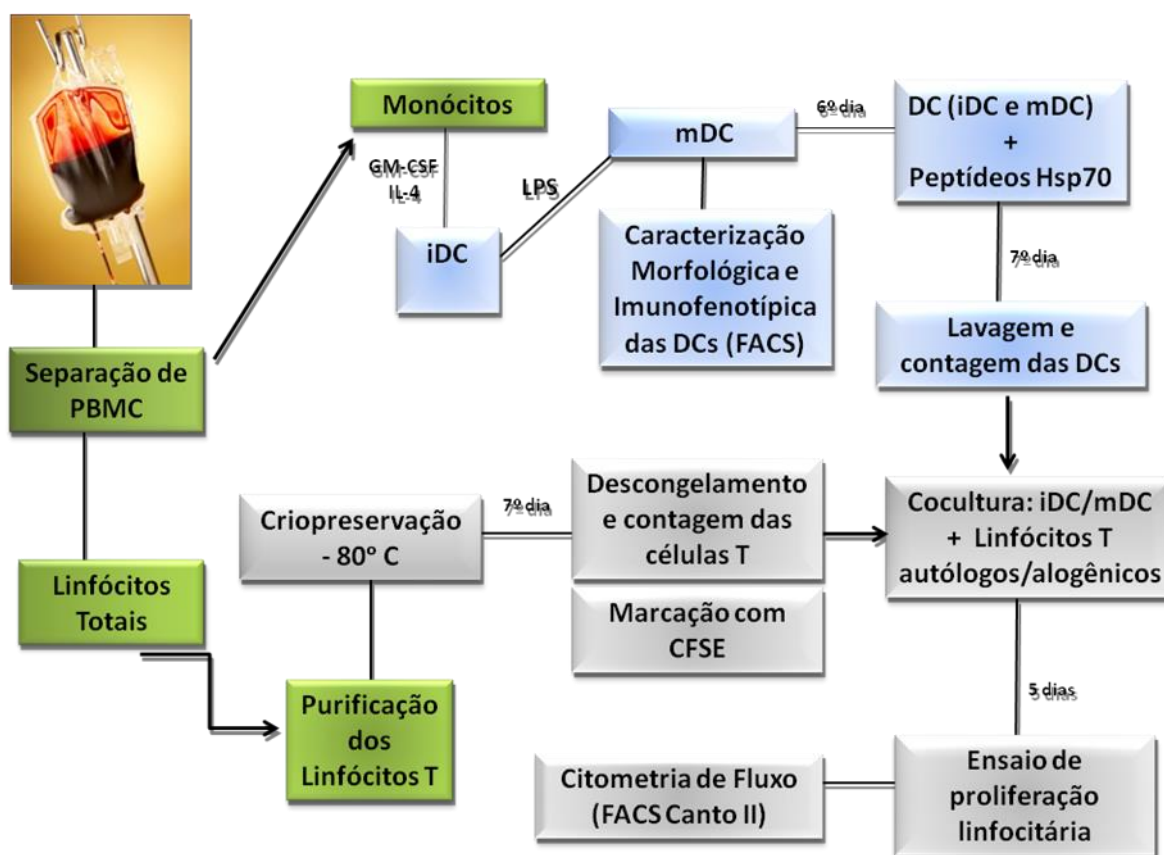 Monócitos
GM-CSF
IL-4
iDC
LPS
mDC
6º dia
DC (iDC e mDC)
+
Peptídeos Hsp70
Caracterização
Morfológica e
Imunofenotípica
das DCs (FACS)
7º dia
Lavagem e
contagem das DCs
Separação de
PBMC
Linfócitos
Totais
Purificação
dos
Linfócitos T
Criopreservação
- 80º C
7º dia
Descongelamento
e contagem das
células T
Marcação com
CFSE
Cocultura: iDC/mDC
+ Linfócitos T
autólogos/alogênicos
5 dias
Ensaio de
proliferação
linfocitária
Citometria de Fluxo
(FACS Canto II)